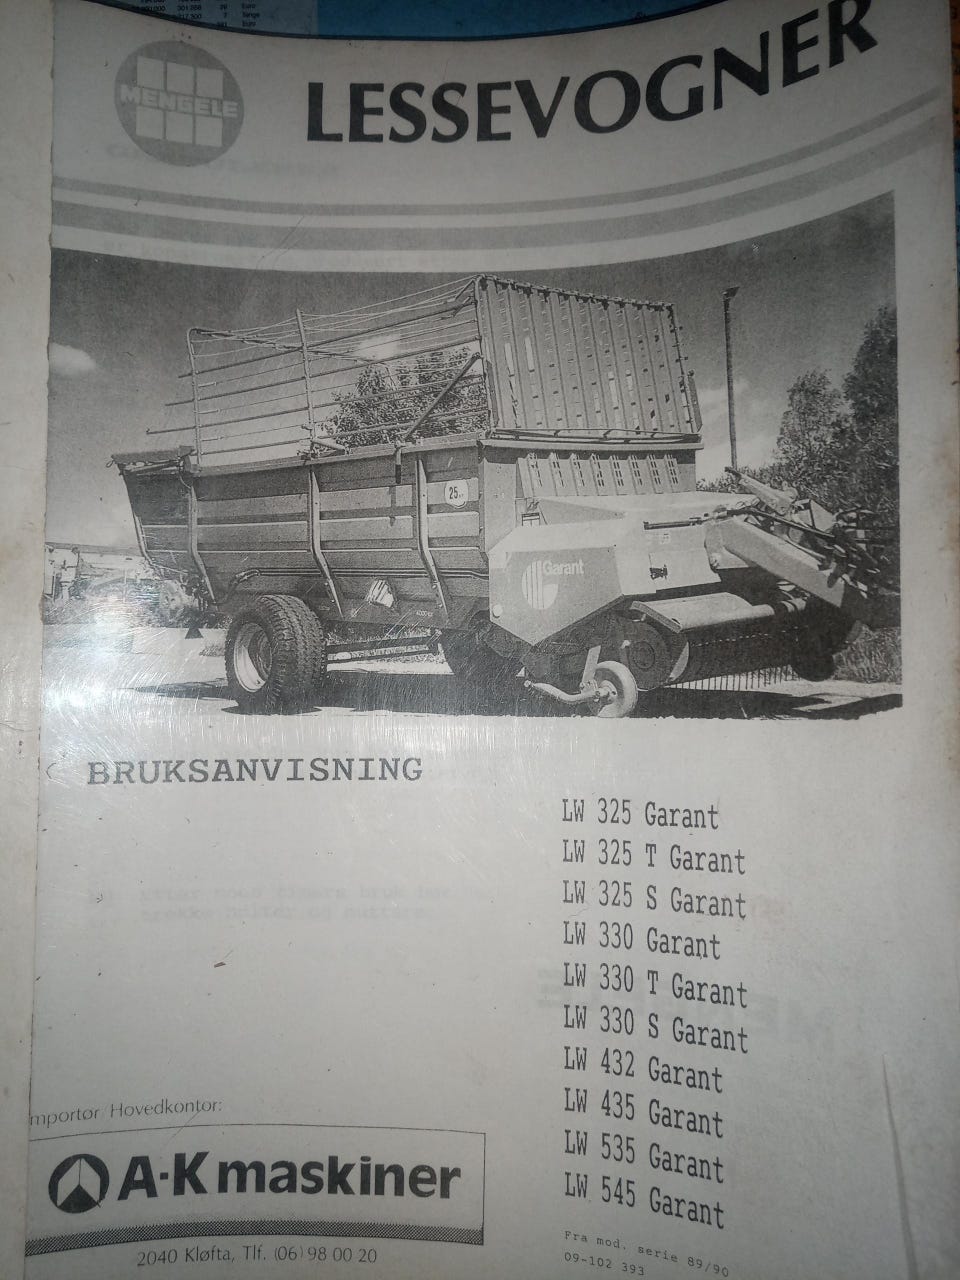 MENGELE
LESSEVOGNER
25
Garant
BRUKSANVISNING
LW 325 Garant
LW 325 T Garant
LW 325 S Garant
LW 330 Garant
LW 330 T Garant
LW 330 S Garant
LW 432 Garant
LW 435 Garant
LW 535 Garant
LW 545 Garant
Fra mod. serie 89/90
09-102 393
mportør/Hovedkontor:
A-K maskiner
2040 Kløfta, Tlf. (06) 98 00 20